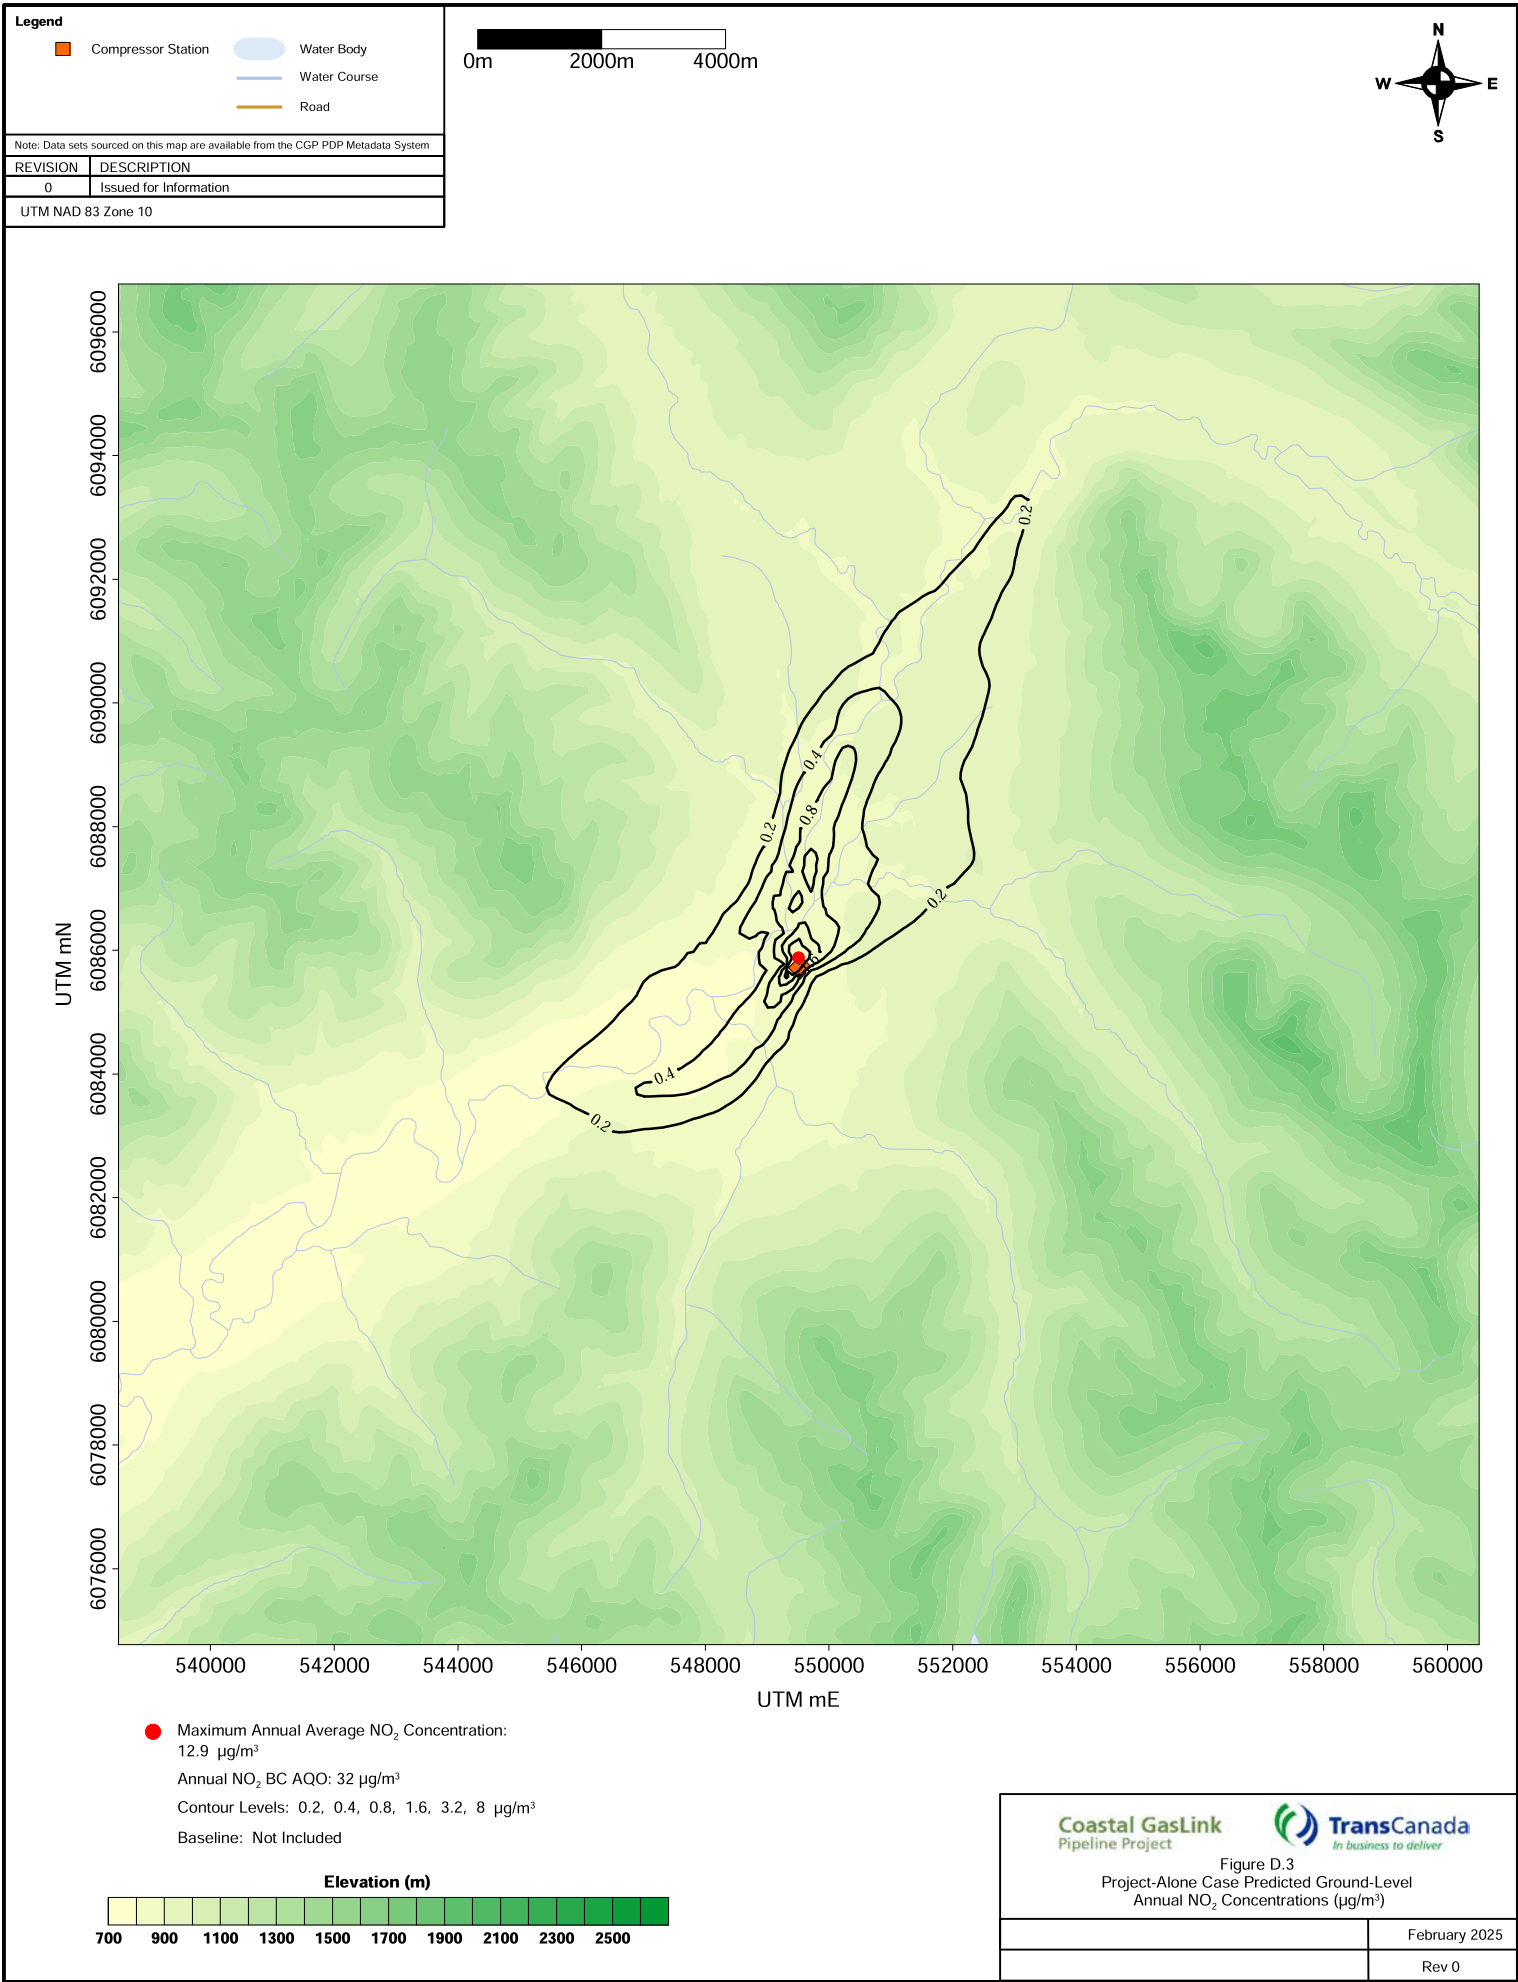 Legend
Compressor Station
Water Body
Water Course
Road
Note: Data sets sourced on this map are available from the CGP PDP Metadata System
REVISION DESCRIPTION
0 Issued for Information
UTM NAD 83 Zone 10
0m 2000m 4000m
N
W E
S
6096000
6094000
6092000
6090000
6088000
6086000
6084000
6082000
6080000
6078000
6076000
UTM mN
0.2
0.4
0.8
0.2
0.2
0.4
0.2
540000 542000 544000 546000 548000 550000 552000 554000 556000 558000 560000
UTM mE
Maximum Annual Average NO2 Concentration:
12.9 µg/m³
Annual NO2 BC AQO: 32 µg/m³
Contour Levels: 0.2, 0.4, 0.8, 1.6, 3.2, 8 µg/m³
Baseline: Not Included
Elevation (m)
700 900 1100 1300 1500 1700 1900 2100 2300 2500
Coastal GasLink
Pipeline Project
TransCanada
In business to deliver
Figure D.3
Project-Alone Case Predicted Ground-Level
Annual NO2 Concentrations (µg/m³)
February 2025
Rev 0